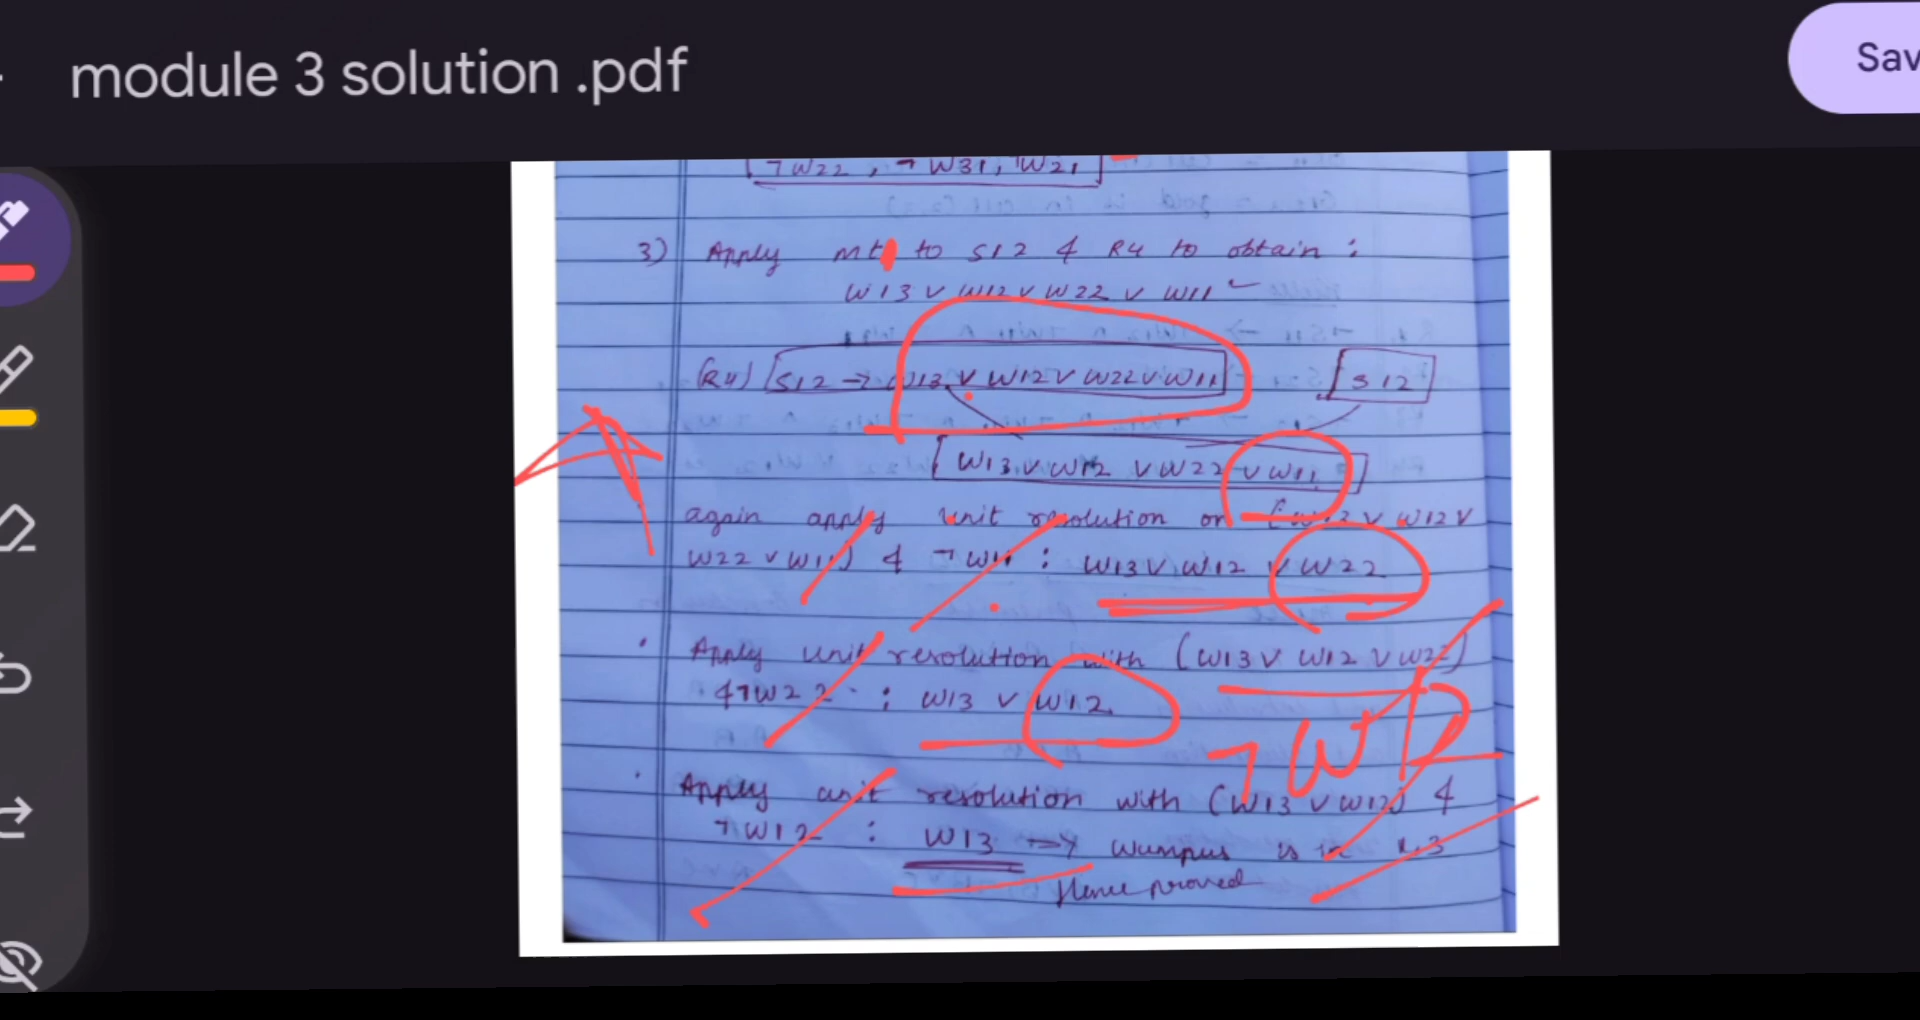 module 3 solution .pdf
Sav
¬W22, ¬W31, ¬W21
3) Apply mt to S12 & R4 to obtain :
W13 ∨ W12 ∨ W22 ∨ W11
(R4) S12 → W13 ∨ W12 ∨ W22 ∨ W11 S12
W13 ∨ W12 ∨ W22 ∨ W11
again apply unit resolution on (W13 ∨ W12 ∨
W22 ∨ W11) & ¬W11 : W13 ∨ W12 ∨ W22
Apply unit resolution with (W13 ∨ W12 ∨ W22)
& ¬W22 : W13 ∨ W12
¬W12
Apply unit resolution with (W13 ∨ W12) &
¬W12 : W13 → wumpus is in 1,3
Hence proved